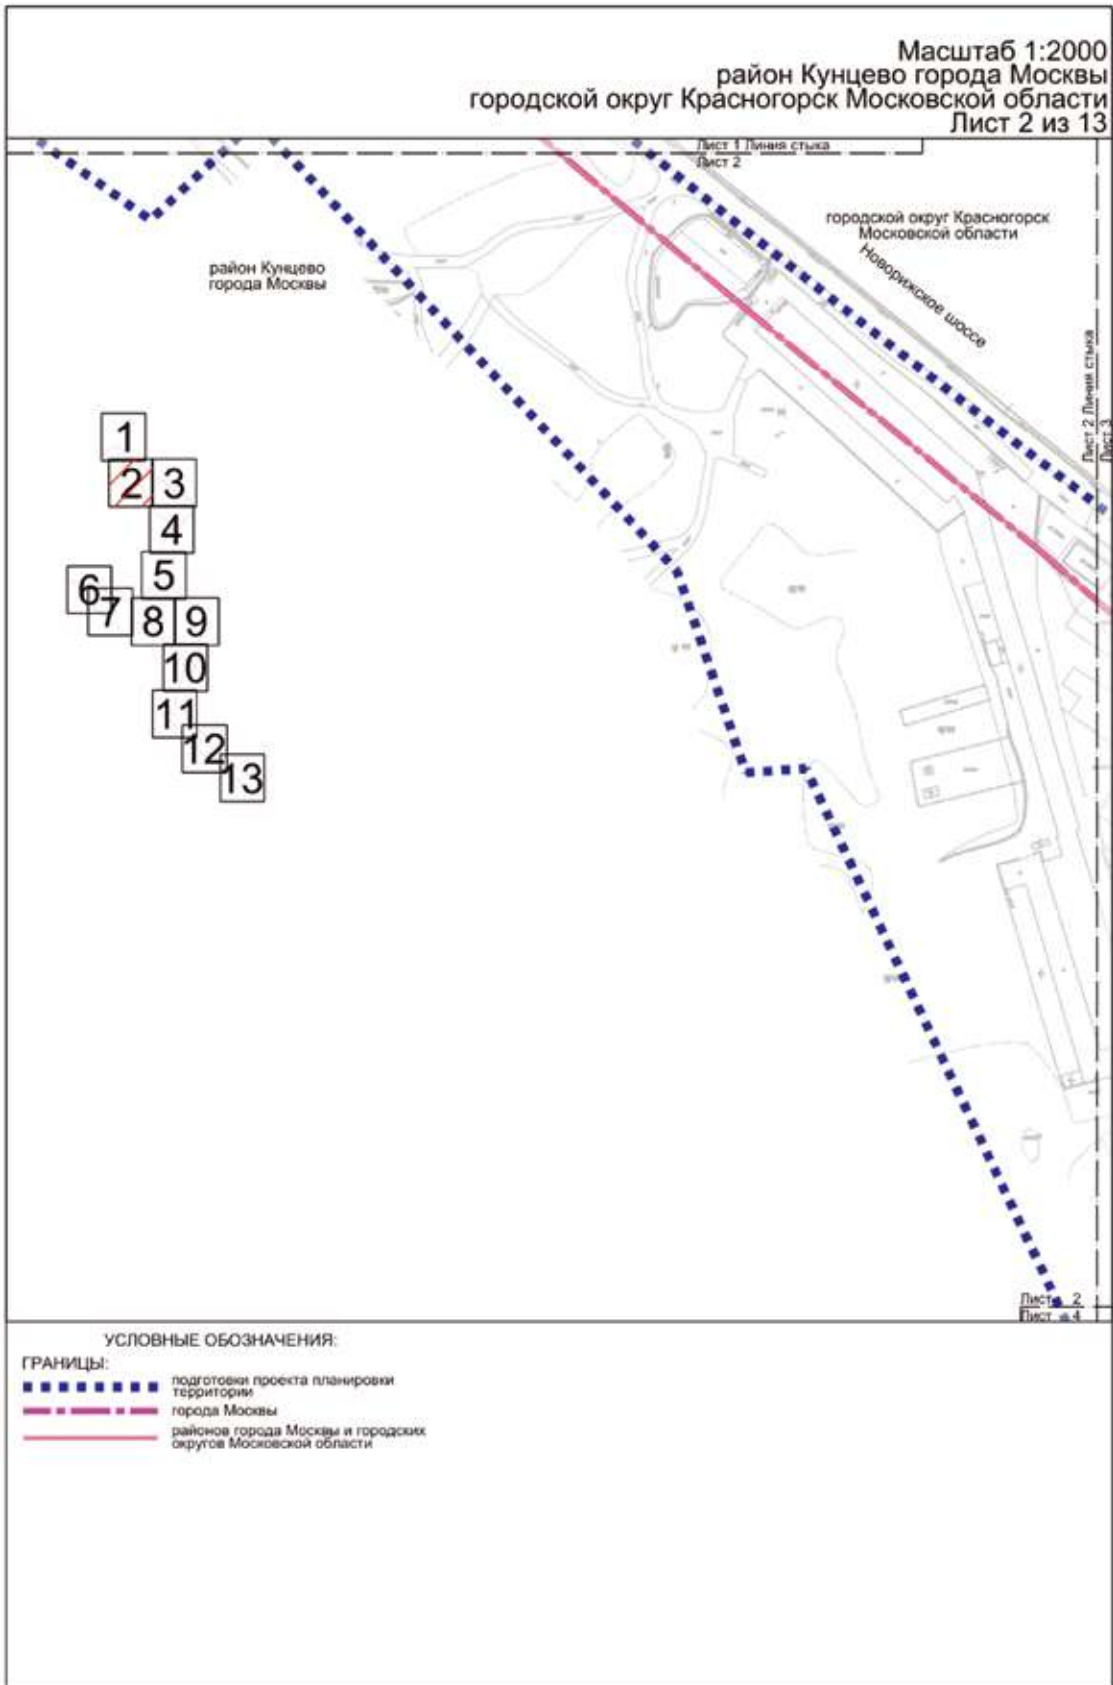 Масштаб 1:2000
район Кунцево города Москвы
городской округ Красногорск Московской области
Лист 2 из 13
Лист 1 Линия стыка
Лист 2
городской округ Красногорск
Московской области
Новорижское шоссе
район Кунцево
города Москвы
Лист 2 Линия стыка
Лист 3
1
2
3
4
5
6
7
8
9
10
11
12
13
Лист 2
Лист 4
УСЛОВНЫЕ ОБОЗНАЧЕНИЯ:
ГРАНИЦЫ:
подготовки проекта планировки
территории
города Москвы
районов города Москвы и городских
округов Московской области